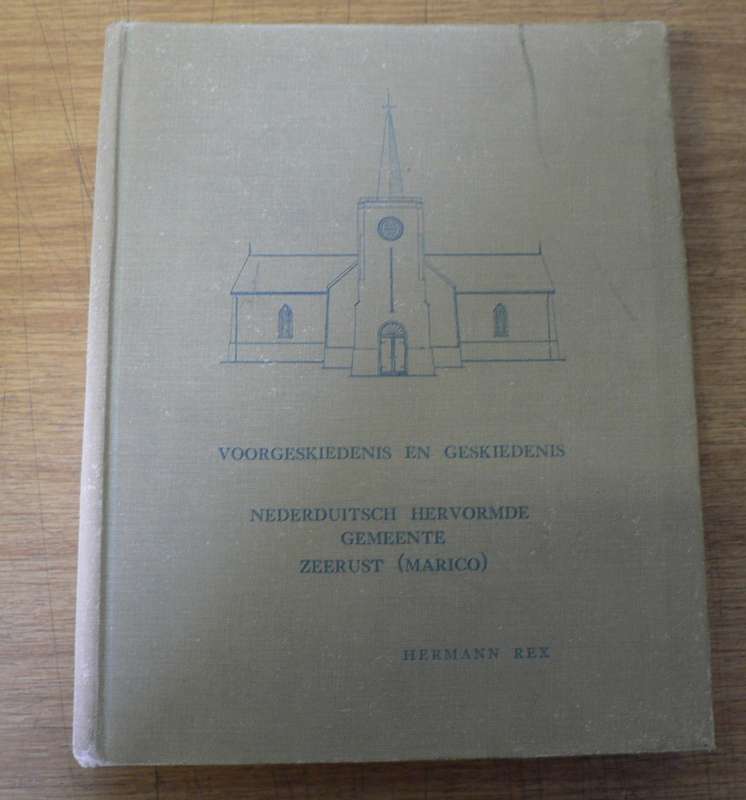 VOORGESKIEDENIS EN GESKIEDENIS
NEDERDUITSCH HERVORMDE
GEMEENTE
ZEERUST (MARICO)
HERMANN REX